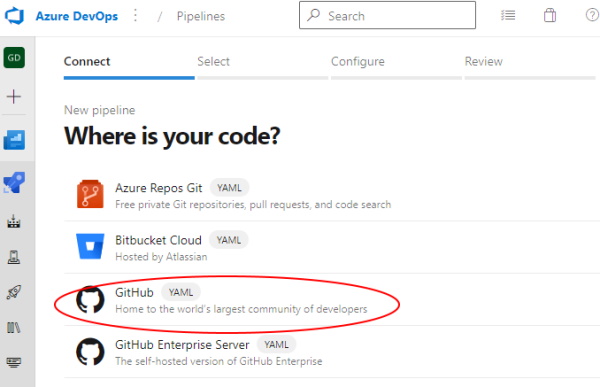 Azure DevOps / Pipelines Search
GD
Connect Select Configure Review
New pipeline
Where is your code?
Azure Repos Git YAML
Free private Git repositories, pull requests, and code search
Bitbucket Cloud YAML
Hosted by Atlassian
GitHub YAML
Home to the world's largest community of developers
GitHub Enterprise Server YAML
The self-hosted version of GitHub Enterprise